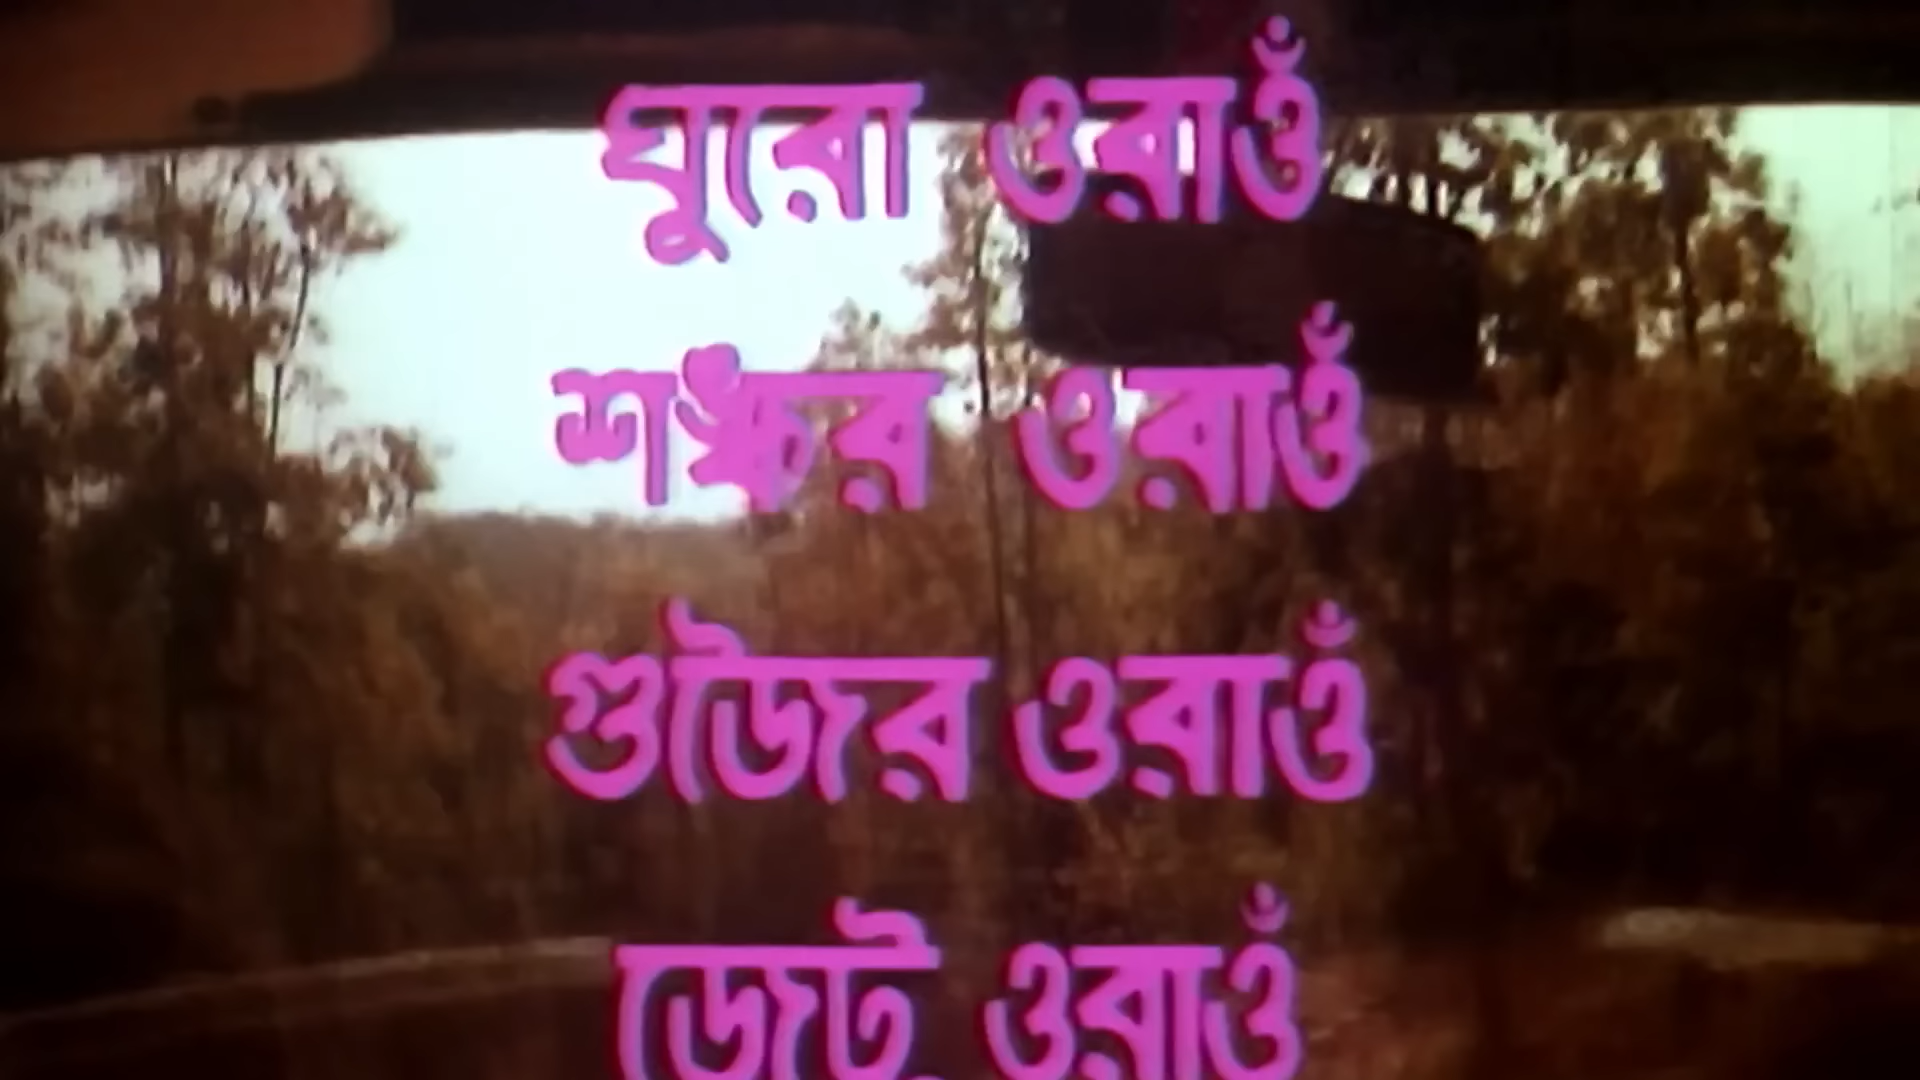 ঘুরো ওরাওঁ
শঙ্কর ওরাওঁ
গুজৈর ওরাওঁ
জেটু ওরাওঁ